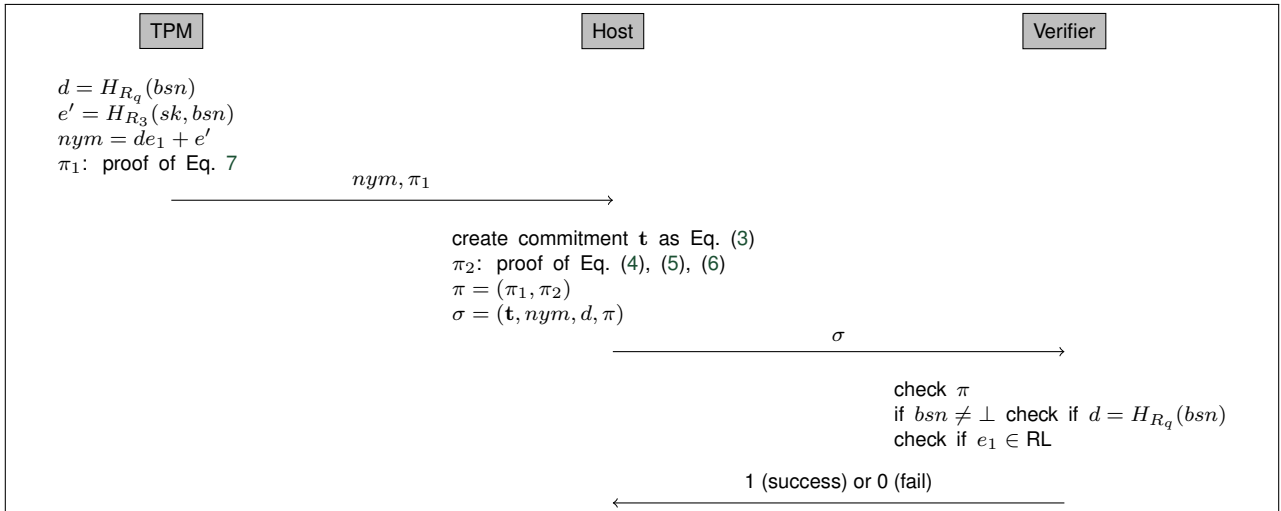 TPM Host Verifier
d = H_{R_q}(bsn)
e′ = H_{R_3}(sk, bsn)
nym = de_1 + e′
π_1: proof of Eq. 7
nym, π_1
create commitment t as Eq. (3)
π_2: proof of Eq. (4), (5), (6)
π = (π_1, π_2)
σ = (t, nym, d, π)
σ
check π
if bsn ≠ ⊥ check if d = H_{R_q}(bsn)
check if e_1 ∈ RL
1 (success) or 0 (fail)